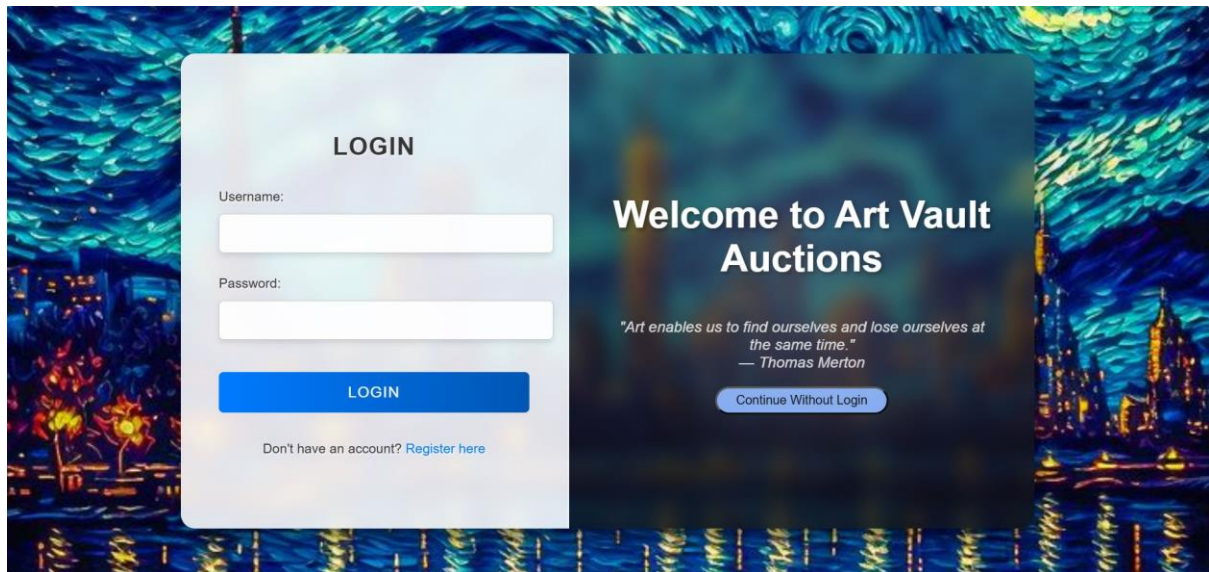 LOGIN
Username:
Password:
LOGIN
Don't have an account? Register here
Welcome to Art Vault
Auctions
"Art enables us to find ourselves and lose ourselves at
the same time."
— Thomas Merton
Continue Without Login